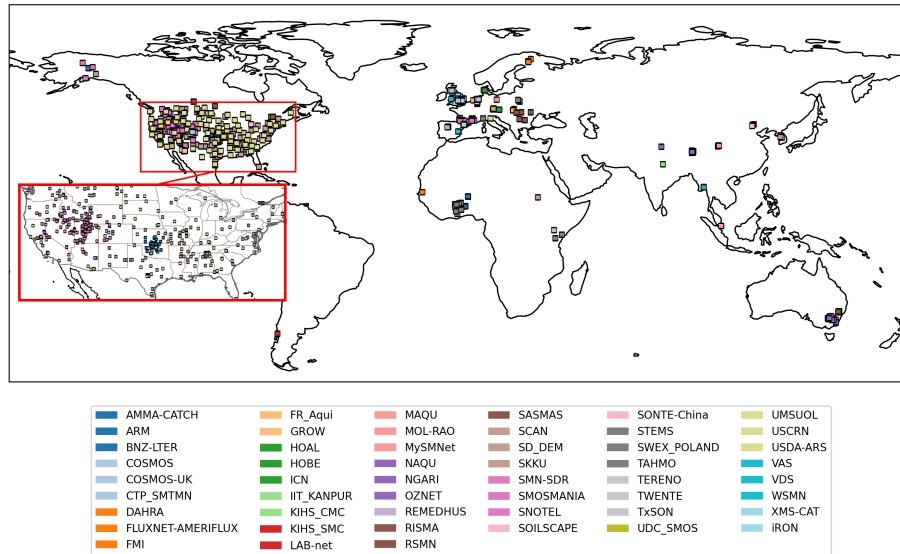 AMMA-CATCH
ARM
BNZ-LTER
COSMOS
COSMOS-UK
CTP_SMTMN
DAHRA
FLUXNET-AMERIFLUX
FMI
FR_Aqui
GROW
HOAL
HOBE
ICN
IIT_KANPUR
KIHS_CMC
KIHS_SMC
LAB-net
MAQU
MOL-RAO
MySMNet
NAQU
NGARI
OZNET
REMEDHUS
RISMA
RSMN
SASMAS
SCAN
SD_DEM
SKKU
SMN-SDR
SMOSMANIA
SNOTEL
SOILSCAPE
SONTE-China
STEMS
SWEX_POLAND
TAHMO
TERENO
TWENTE
TxSON
UDC_SMOS
UMSUOL
USCRN
USDA-ARS
VAS
VDS
WSMN
XMS-CAT
iRON